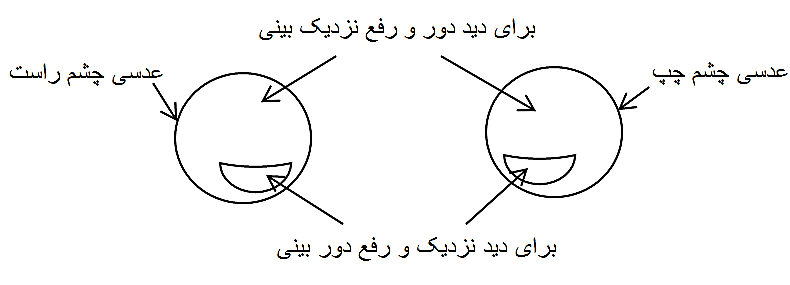 برای دید دور و رفع نزدیک بینی
عدسی چشم چپ
عدسی چشم راست
برای دید نزدیک و رفع دور بینی